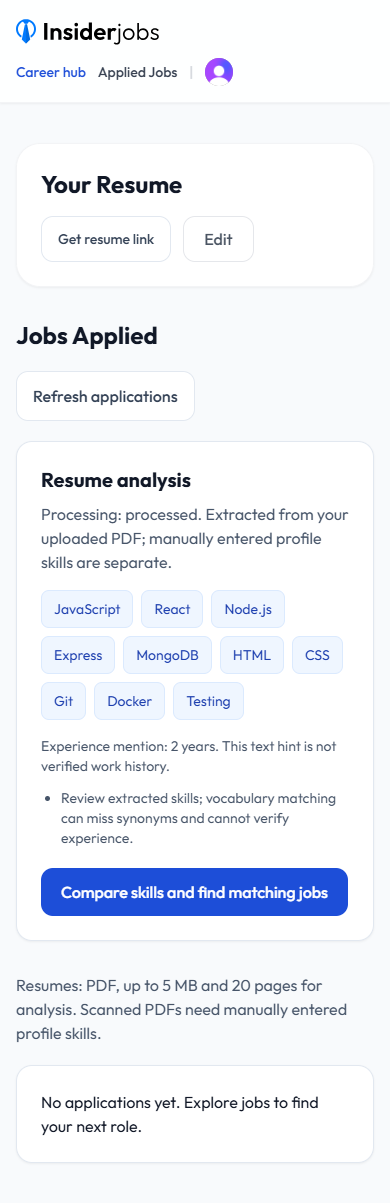 Insiderjobs
Career hub Applied Jobs |
Your Resume
Get resume link Edit
Jobs Applied
Refresh applications
Resume analysis
Processing: processed. Extracted from your
uploaded PDF; manually entered profile
skills are separate.
JavaScript React Node.js
Express MongoDB HTML CSS
Git Docker Testing
Experience mention: 2 years. This text hint is not
verified work history.
• Review extracted skills; vocabulary matching
can miss synonyms and cannot verify
experience.
Compare skills and find matching jobs
Resumes: PDF, up to 5 MB and 20 pages for
analysis. Scanned PDFs need manually entered
profile skills.
No applications yet. Explore jobs to find
your next role.